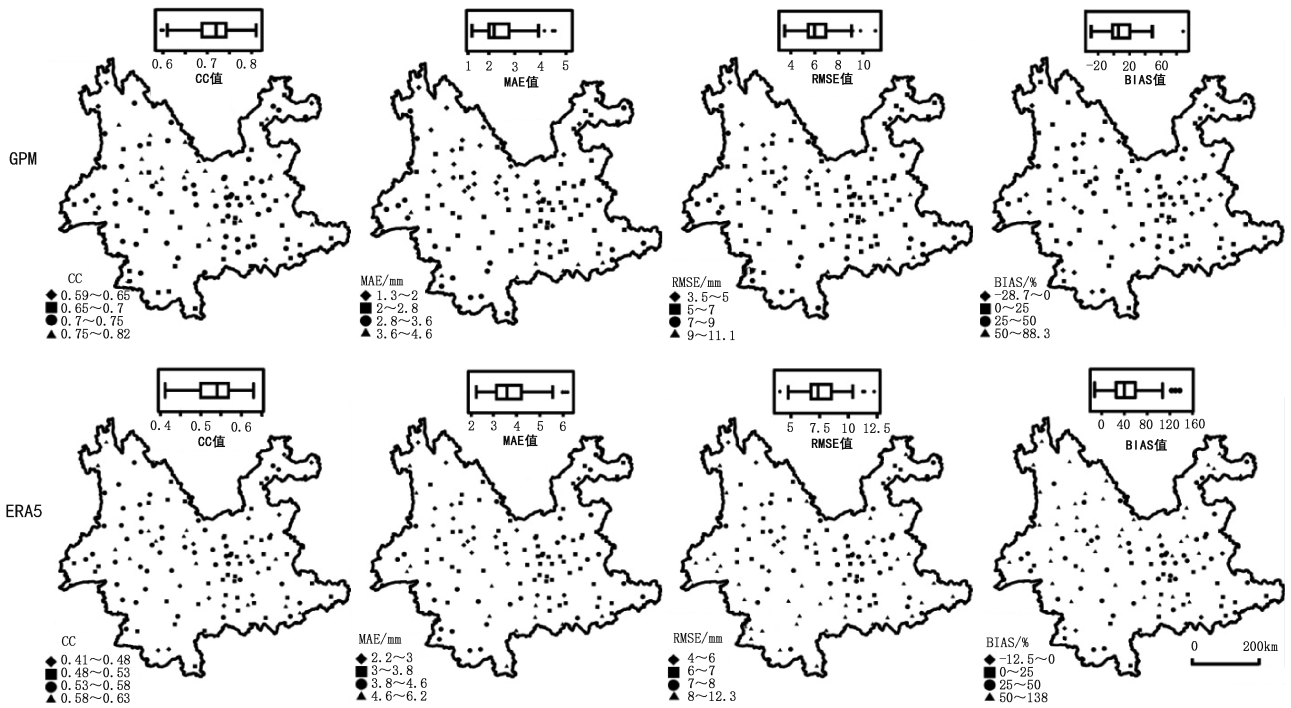 0.6 0.7 0.8
CC值
1 2 3 4 5
MAE值
4 6 8 10
RMSE值
-20 20 60
BIAS值
GPM
CC
0.59～0.65
0.65～0.7
0.7～0.75
0.75～0.82
MAE/mm
1.3～2
2～2.8
2.8～3.6
3.6～4.6
RMSE/mm
3.5～5
5～7
7～9
9～11.1
BIAS/%
-28.7～0
0～25
25～50
50～88.3
0.4 0.5 0.6
CC值
2 3 4 5 6
MAE值
5 7.5 10 12.5
RMSE值
0 40 80 120 160
BIAS值
ERA5
CC
0.41～0.48
0.48～0.53
0.53～0.58
0.58～0.63
MAE/mm
2.2～3
3～3.8
3.8～4.6
4.6～6.2
RMSE/mm
4～6
6～7
7～8
8～12.3
BIAS/%
-12.5～0
0～25
25～50
50～138
0 200km